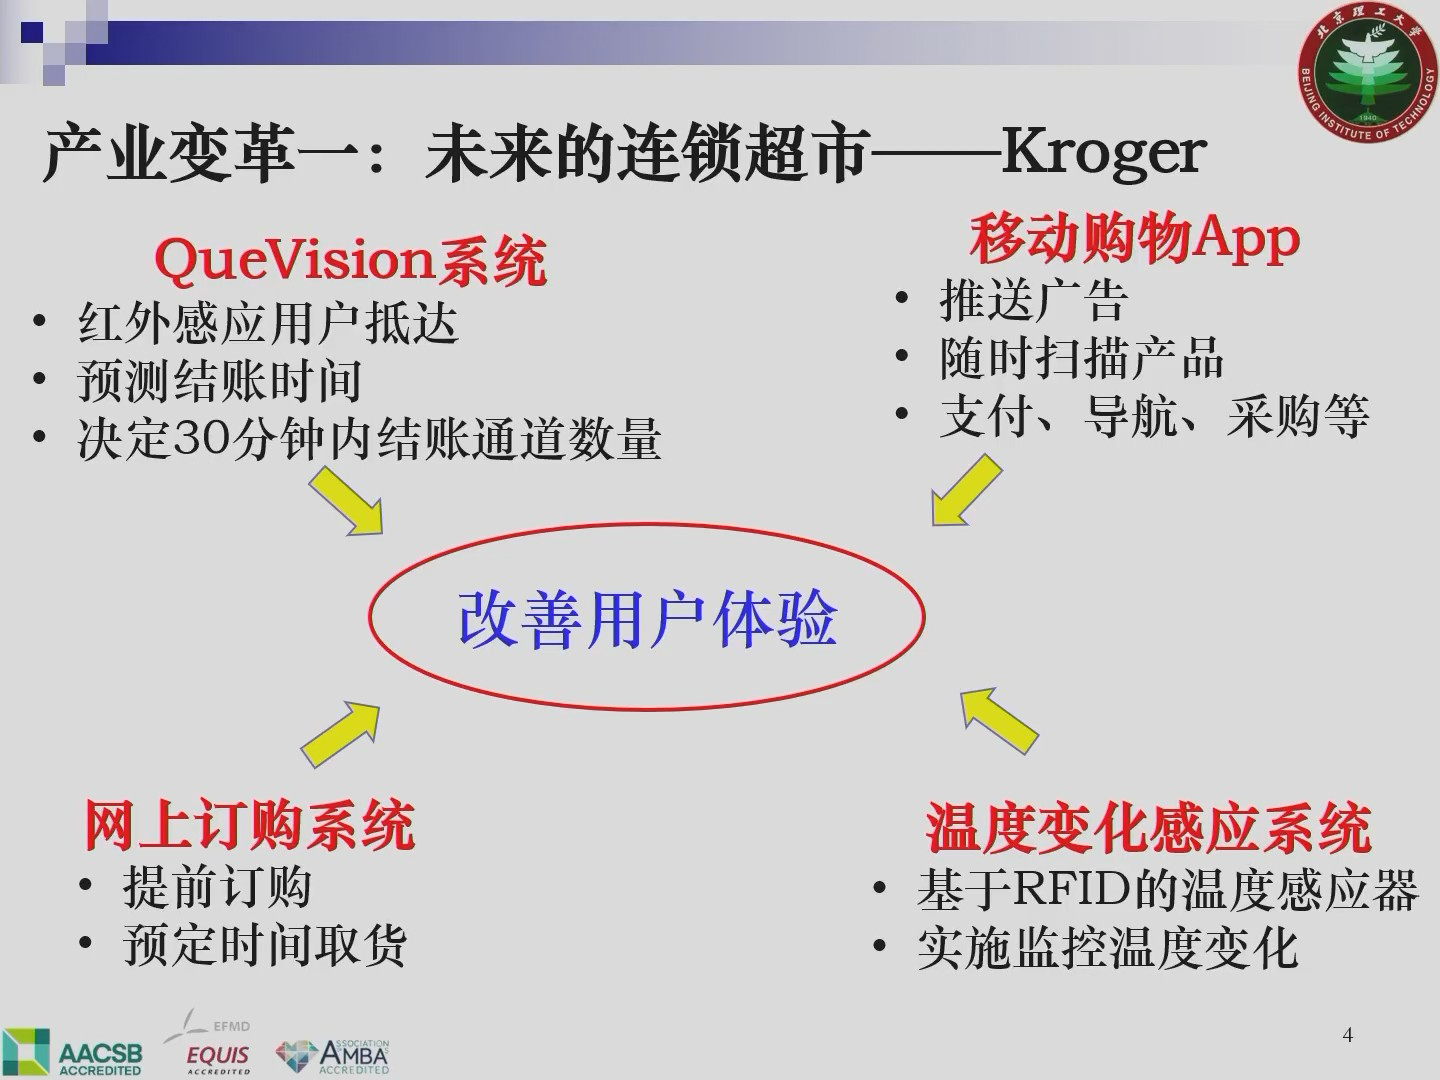 北京理工大学
BEIJING INSTITUTE OF TECHNOLOGY
1940
产业变革一：未来的连锁超市——Kroger
QueVision系统
• 红外感应用户抵达
• 预测结账时间
• 决定30分钟内结账通道数量
移动购物App
• 推送广告
• 随时扫描产品
• 支付、导航、采购等
改善用户体验
网上订购系统
• 提前订购
• 预定时间取货
温度变化感应系统
• 基于RFID的温度感应器
• 实施监控温度变化
AACSB
ACCREDITED
EFMD
EQUIS
ACCREDITED
ASSOCIATION
AMBA'S
ACCREDITED
4